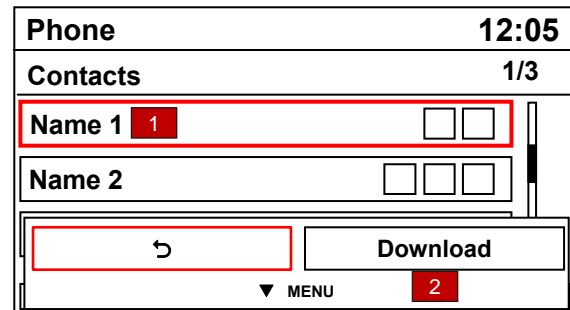 Phone 12:05
Contacts 1/3
Name 1 1
Name 2
Download
▼ MENU 2